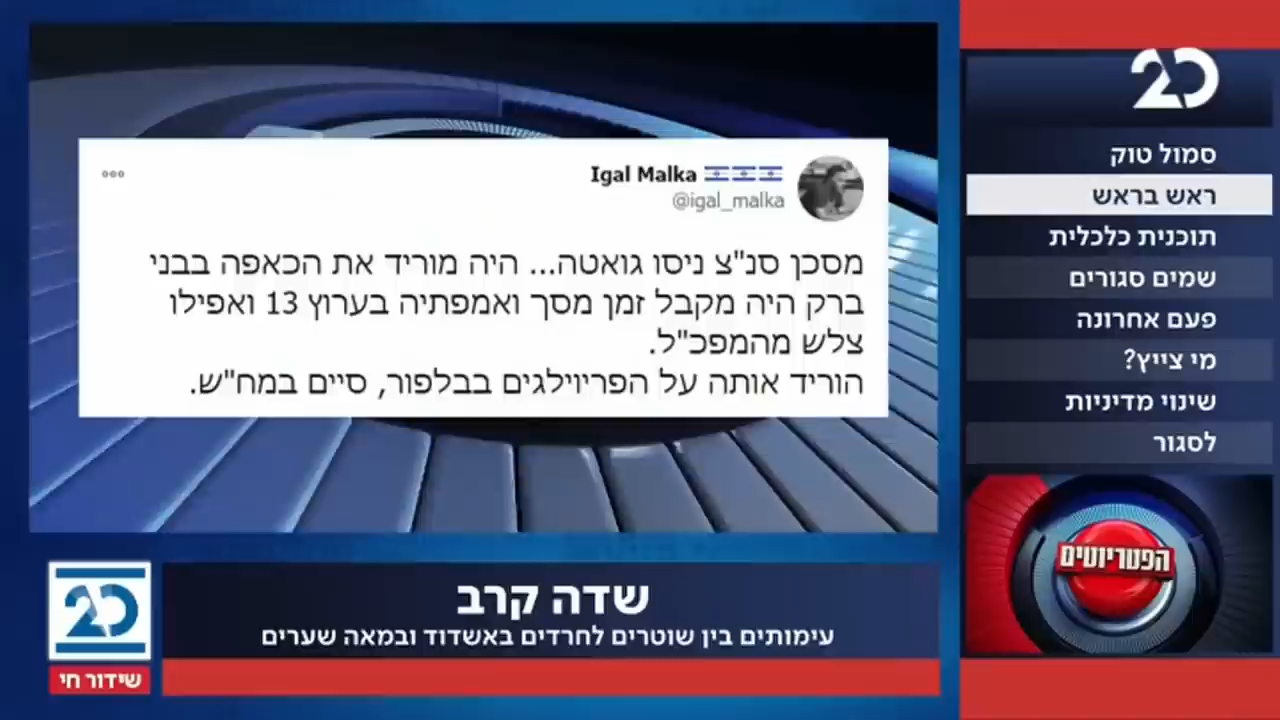 Igal Malka
@igal_malka
מסכן סנ"צ ניסו גואטה... היה מוריד את הכאפה בבני
ברק היה מקבל זמן מסך ואמפתיה בערוץ 13 ואפילו
צלש מהמפכ"ל.
הוריד אותה על הפריוילגים בבלפור, סיים במח"ש.
20
סמול טוק
ראש בראש
תוכנית כלכלית
שמים סגורים
פעם אחרונה
מי צייץ?
שינוי מדיניות
לסגור
הפטריוטים
שדה קרב
עימותים בין שוטרים לחרדים באשדוד ובמאה שערים
20
שידור חי